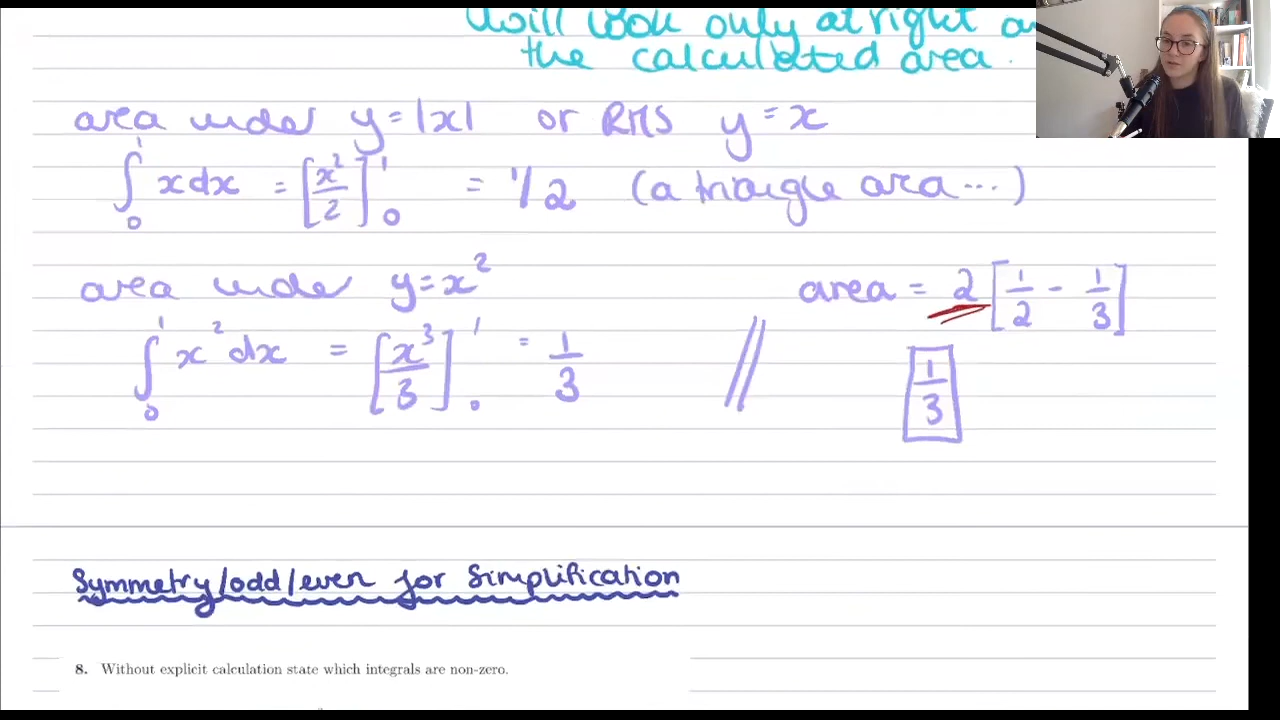 will look only at right
the calculated area.
area under y = |x| or RHS y = x
∫₀¹ x dx = [x²/2]₀¹ = 1/2 (a triangle area...)
area under y = x²
area = 2 [1/2 - 1/3]
∫₀¹ x² dx = [x³/3]₀¹ = 1/3 //
1/3
Symmetry/odd/even for Simplification
8. Without explicit calculation state which integrals are non-zero.